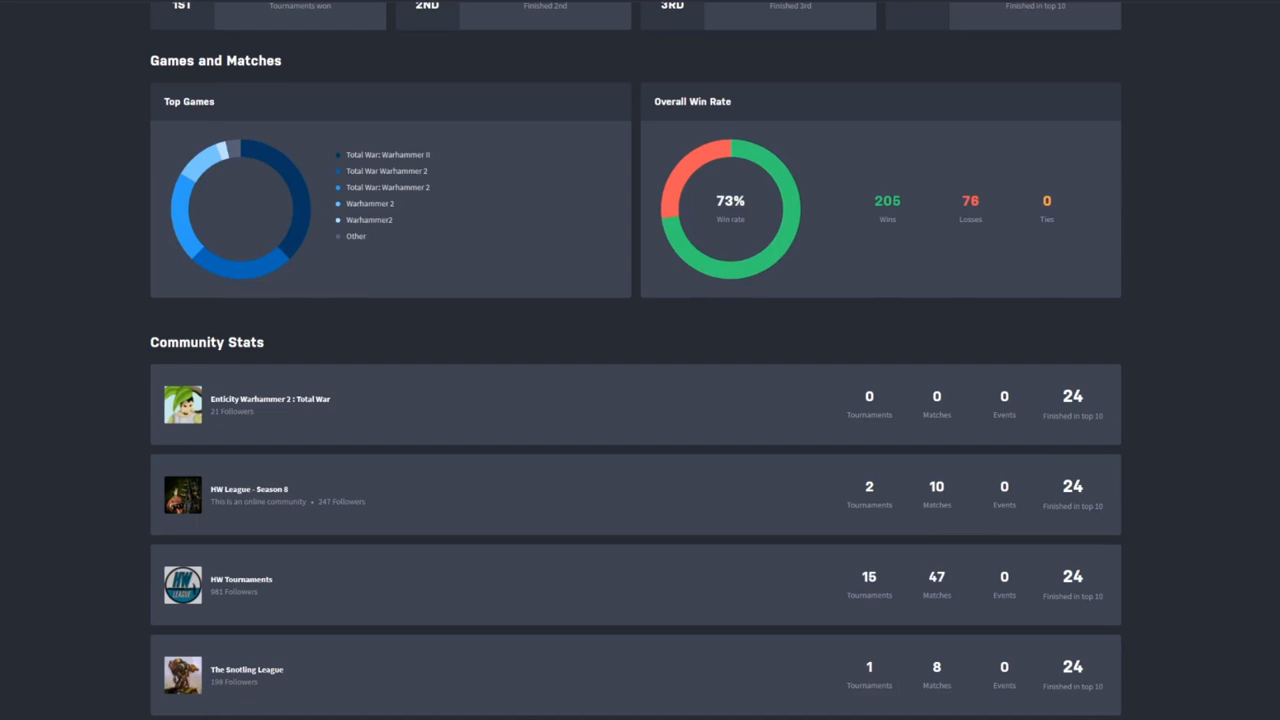 1ST Tournaments won 2ND Finished 2nd 3RD Finished 3rd Finished in top 10
Games and Matches
Top Games
Total War: Warhammer II
Total War Warhammer 2
Total War: Warhammer 2
Warhammer 2
Warhammer2
Other
Overall Win Rate
73%
Win rate
205 76 0
Wins Losses Ties
Community Stats
Enticity Warhammer 2 : Total War
21 Followers
0 0 0 24
Tournaments Matches Events Finished in top 10
HW League - Season 8
This is an online community • 247 Followers
2 10 0 24
Tournaments Matches Events Finished in top 10
HW Tournaments
981 Followers
HW
LEAGUE
15 47 0 24
Tournaments Matches Events Finished in top 10
The Snotling League
198 Followers
1 8 0 24
Tournaments Matches Events Finished in top 10